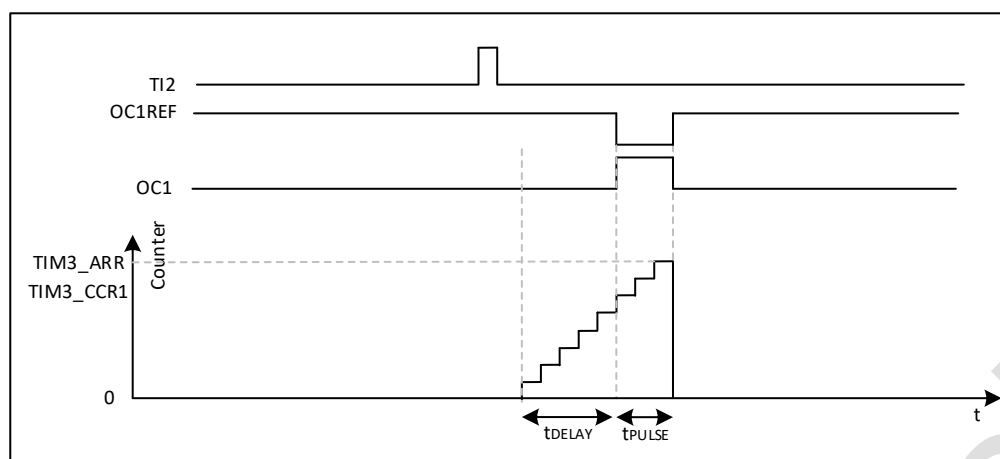 TI2
OC1REF
OC1
Counter
TIM3_ARR
TIM3_CCR1
0
t
tDELAY
tPULSE